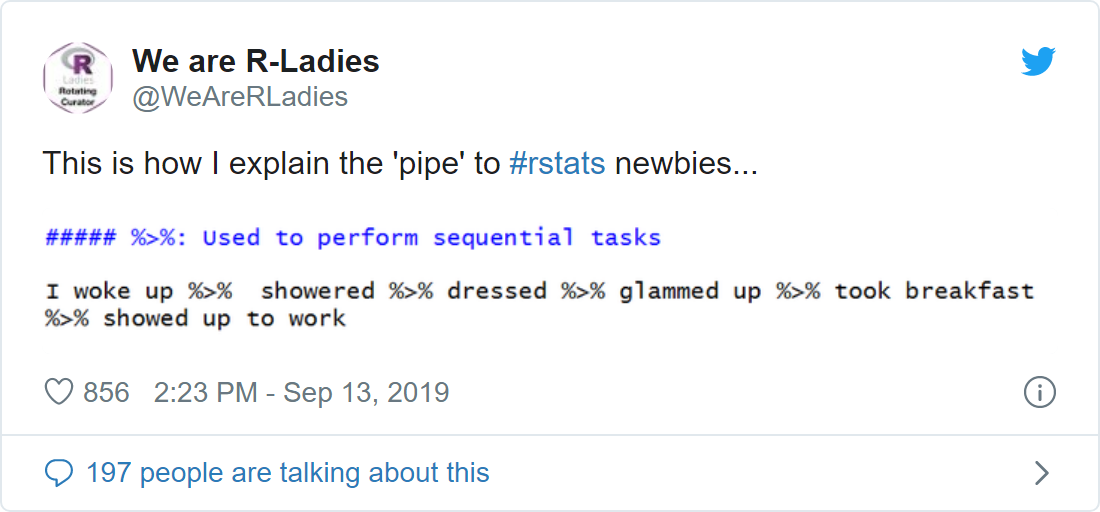 R
Ladies
Rotating
Curator
We are R-Ladies
@WeAreRLadies
This is how I explain the 'pipe' to #rstats newbies...
##### %>%: Used to perform sequential tasks
I woke up %>%  showered %>% dressed %>% glammed up %>% took breakfast
%>% showed up to work
856 2:23 PM - Sep 13, 2019
197 people are talking about this